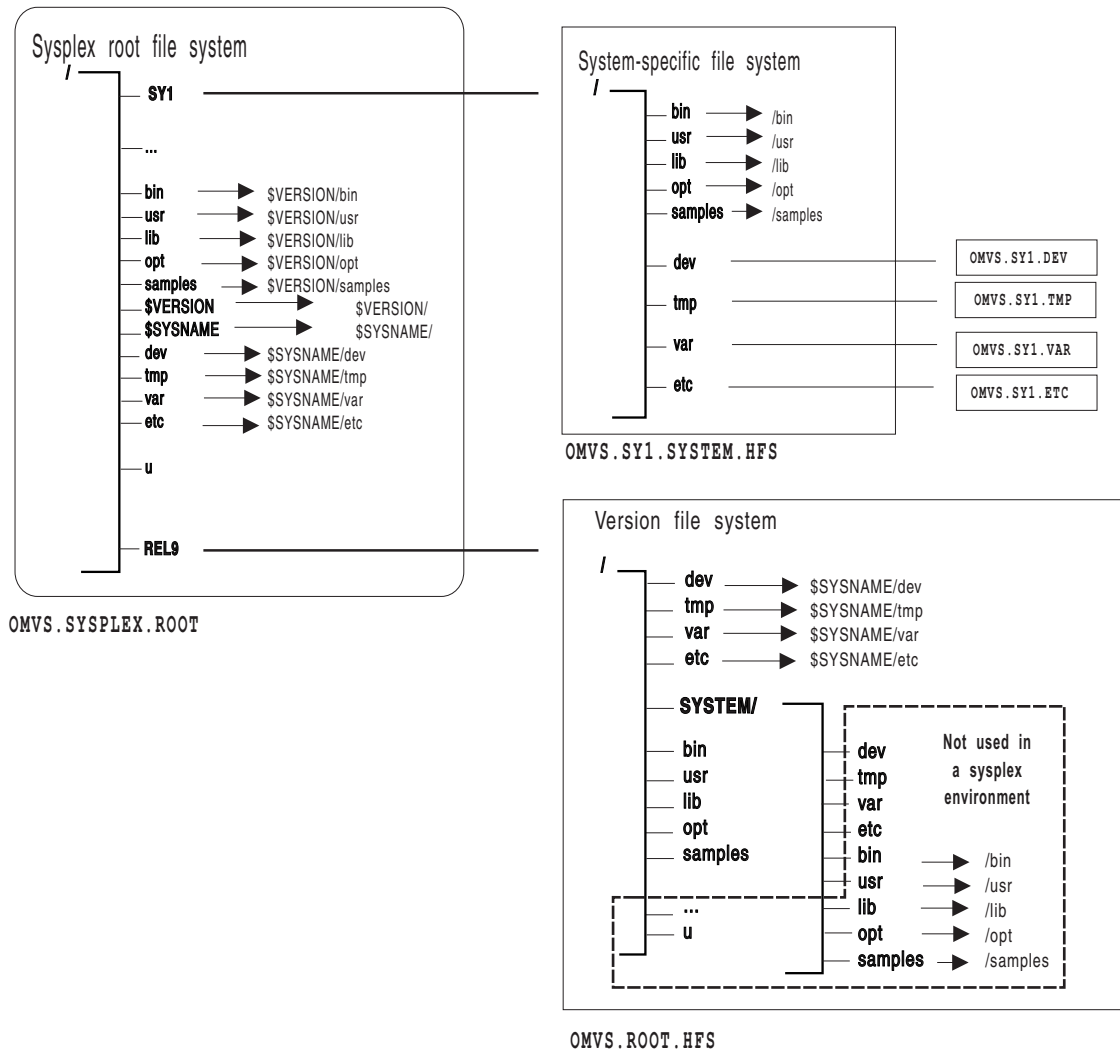 Sysplex root file system
/
SY1
...
bin $VERSION/bin
usr $VERSION/usr
lib $VERSION/lib
opt $VERSION/opt
samples $VERSION/samples
$VERSION $VERSION/
$SYSNAME $SYSNAME/
dev $SYSNAME/dev
tmp $SYSNAME/tmp
var $SYSNAME/var
etc $SYSNAME/etc
u
REL9
OMVS.SYSPLEX.ROOT
System-specific file system
/
bin /bin
usr /usr
lib /lib
opt /opt
samples /samples
dev OMVS.SY1.DEV
tmp OMVS.SY1.TMP
var OMVS.SY1.VAR
etc OMVS.SY1.ETC
OMVS.SY1.SYSTEM.HFS
Version file system
/
dev $SYSNAME/dev
tmp $SYSNAME/tmp
var $SYSNAME/var
etc $SYSNAME/etc
SYSTEM/
bin
usr
lib
opt
samples
...
u
dev
tmp
var
etc
bin /bin
usr /usr
lib /lib
opt /opt
samples /samples
Not used in
a sysplex
environment
OMVS.ROOT.HFS